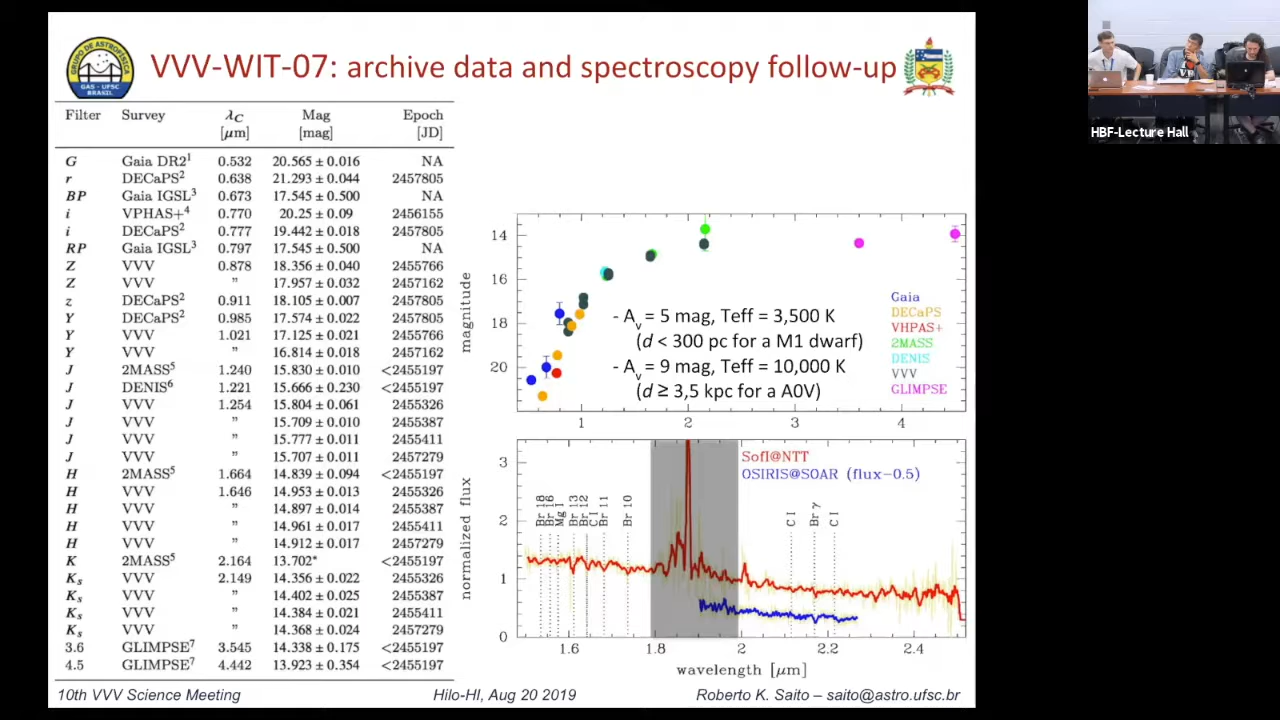 VVV-WIT-07: archive data and spectroscopy follow-up
GRUPO DE ASTROFÍSICA
GAS - UFSC
BRASIL
HBF-Lecture Hall
Filter Survey λC Mag Epoch
[μm] [mag] [JD]
G Gaia DR2¹ 0.532 20.565 ± 0.016 NA
r DECaPS² 0.638 21.293 ± 0.044 2457805
BP Gaia IGSL³ 0.673 17.545 ± 0.500 NA
i VPHAS+⁴ 0.770 20.25 ± 0.09 2456155
i DECaPS² 0.777 19.442 ± 0.018 2457805
RP Gaia IGSL³ 0.797 17.545 ± 0.500 NA
Z VVV 0.878 18.356 ± 0.040 2455766
Z VVV ” 17.957 ± 0.032 2457162
z DECaPS² 0.911 18.105 ± 0.007 2457805
Y DECaPS² 0.985 17.574 ± 0.022 2457805
Y VVV 1.021 17.125 ± 0.021 2455766
Y VVV ” 16.814 ± 0.018 2457162
J 2MASS⁵ 1.240 15.830 ± 0.010 <2455197
J DENIS⁶ 1.221 15.666 ± 0.230 <2455197
J VVV 1.254 15.804 ± 0.061 2455326
J VVV ” 15.709 ± 0.010 2455387
J VVV ” 15.777 ± 0.011 2455411
J VVV ” 15.707 ± 0.011 2457279
H 2MASS⁵ 1.664 14.839 ± 0.094 <2455197
H VVV 1.646 14.953 ± 0.013 2455326
H VVV ” 14.897 ± 0.014 2455387
H VVV ” 14.961 ± 0.017 2455411
H VVV ” 14.912 ± 0.017 2457279
K 2MASS⁵ 2.164 13.702* <2455197
Ks VVV 2.149 14.356 ± 0.022 2455326
Ks VVV ” 14.402 ± 0.025 2455387
Ks VVV ” 14.384 ± 0.021 2455411
Ks VVV ” 14.368 ± 0.024 2457279
3.6 GLIMPSE⁷ 3.545 14.338 ± 0.175 <2455197
4.5 GLIMPSE⁷ 4.442 13.923 ± 0.354 <2455197
magnitude
14
16
18
20
- Av = 5 mag, Teff = 3,500 K
(d < 300 pc for a M1 dwarf)
- Av = 9 mag, Teff = 10,000 K
(d ≥ 3,5 kpc for a A0V)
Gaia
DECaPS
VHPAS+
2MASS
DENIS
VVV
GLIMPSE
1 2 3 4
normalized flux
3
2
1
0
SofI@NTT
OSIRIS@SOAR (flux-0.5)
Br 18
Br 16
Mg I
Br 13
Br 12
C I
Br 11
Br 10
C I
Br γ
C I
1.6 1.8 2 2.2 2.4
wavelength [μm]
10th VVV Science Meeting
Hilo-HI, Aug 20 2019
Roberto K. Saito – saito@astro.ufsc.br